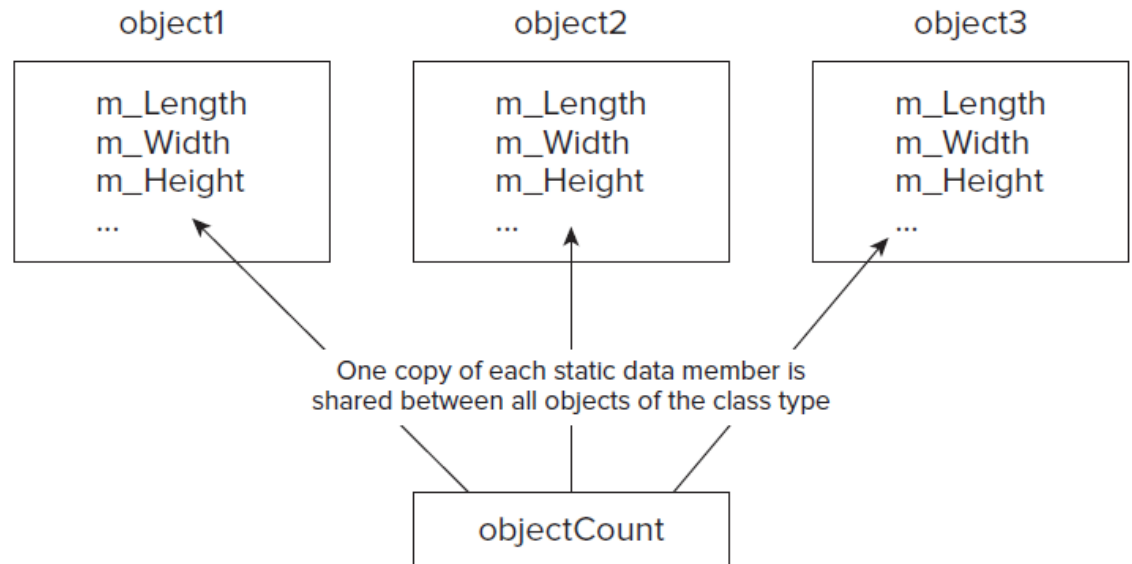 object1
object2
object3
m_Length
m_Width
m_Height
...
m_Length
m_Width
m_Height
...
m_Length
m_Width
m_Height
...
One copy of each static data member is
shared between all objects of the class type
objectCount